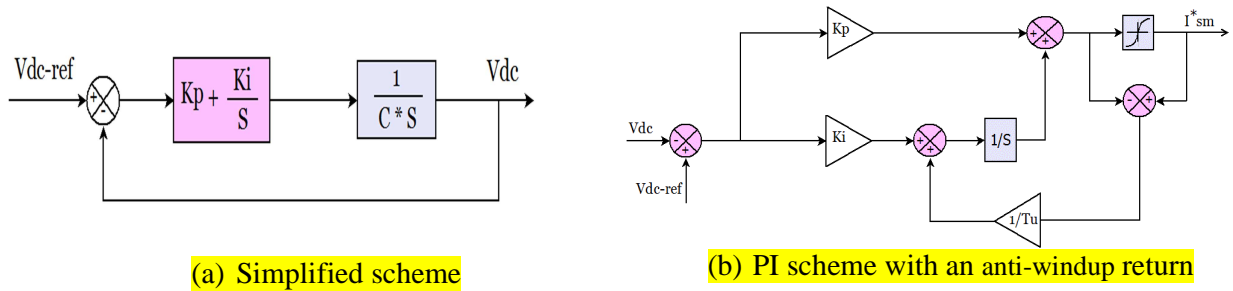 Vdc-ref
+
-
Kp + Ki/S
1/C*S
Vdc
(a) Simplified scheme
Vdc
-
+
Vdc-ref
Kp
Ki
+
+
1/S
+
+
I*sm
-
+
1/Tu
(b) PI scheme with an anti-windup return